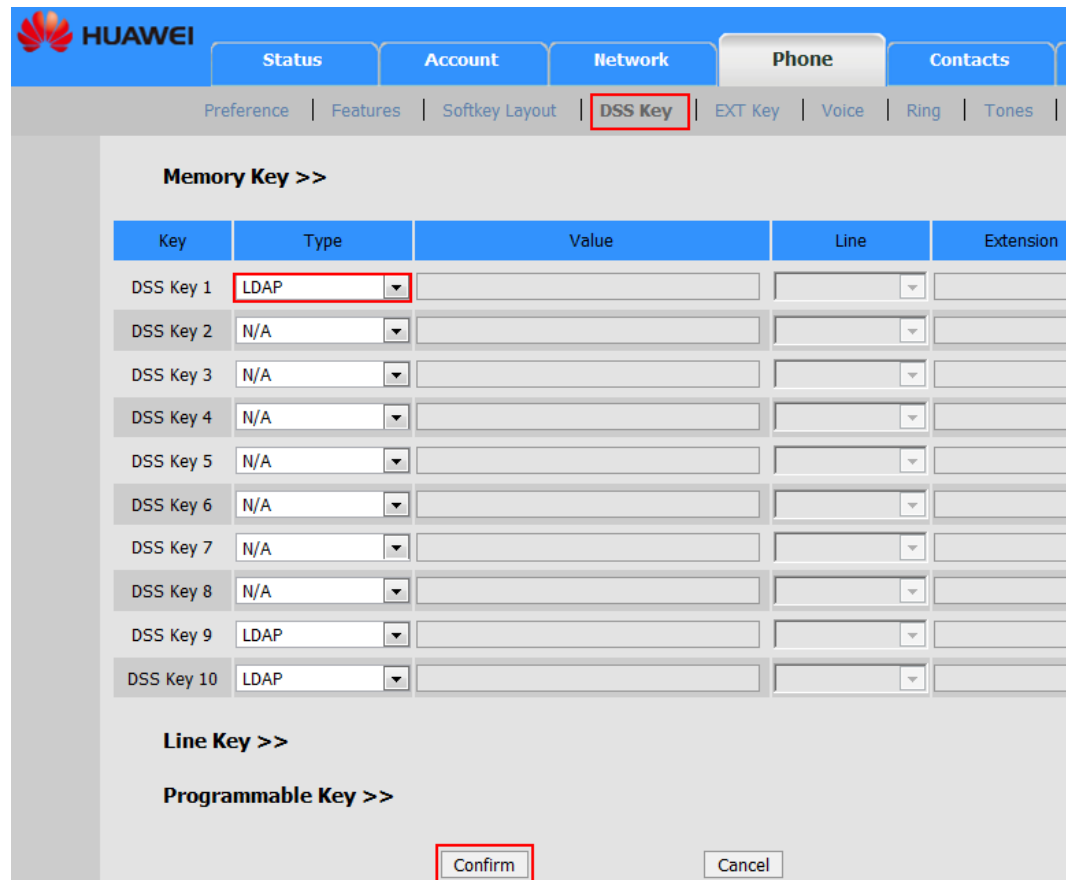 HUAWEI
Status Account Network Phone Contacts
Preference | Features | Softkey Layout | DSS Key | EXT Key | Voice | Ring | Tones |
Memory Key >>
Key Type Value Line Extension
DSS Key 1 LDAP
DSS Key 2 N/A
DSS Key 3 N/A
DSS Key 4 N/A
DSS Key 5 N/A
DSS Key 6 N/A
DSS Key 7 N/A
DSS Key 8 N/A
DSS Key 9 LDAP
DSS Key 10 LDAP
Line Key >>
Programmable Key >>
Confirm Cancel